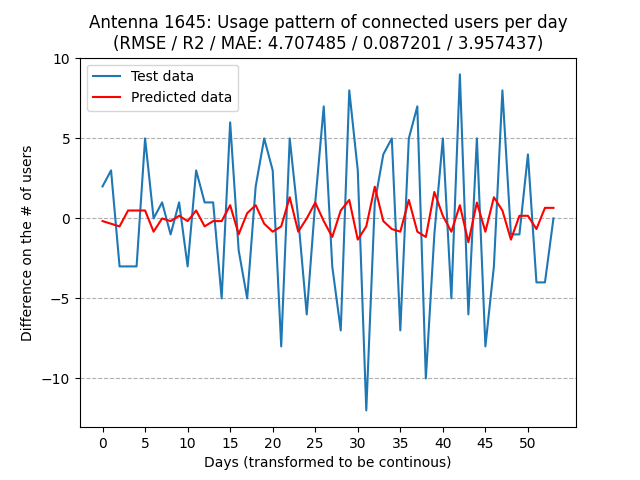 Antenna 1645: Usage pattern of connected users per day
(RMSE / R2 / MAE: 4.707485 / 0.087201 / 3.957437)
Test data
Predicted data
10
5
0
−5
−10
Difference on the # of users
0 5 10 15 20 25 30 35 40 45 50
Days (transformed to be continous)